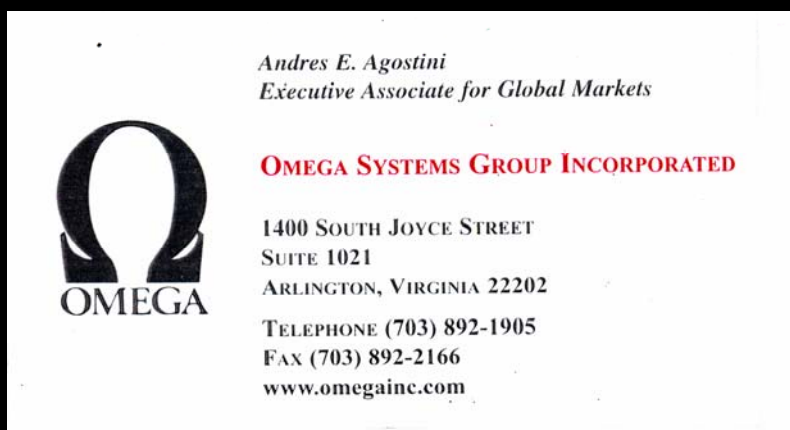 Andres E. Agostini
Executive Associate for Global Markets
OMEGA SYSTEMS GROUP INCORPORATED
1400 SOUTH JOYCE STREET
SUITE 1021
ARLINGTON, VIRGINIA 22202
TELEPHONE (703) 892-1905
FAX (703) 892-2166
www.omegainc.com
Ω
OMEGA